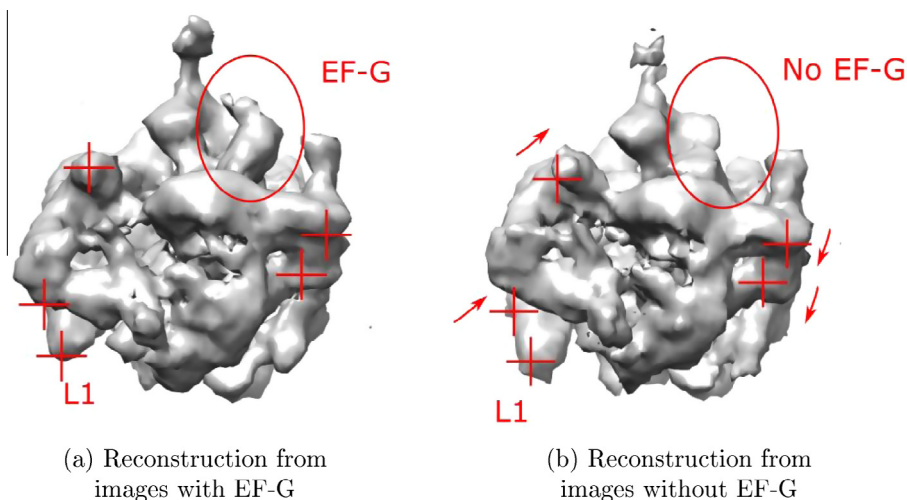 EF-G
No EF-G
L1
L1
(a) Reconstruction from
images with EF-G
(b) Reconstruction from
images without EF-G